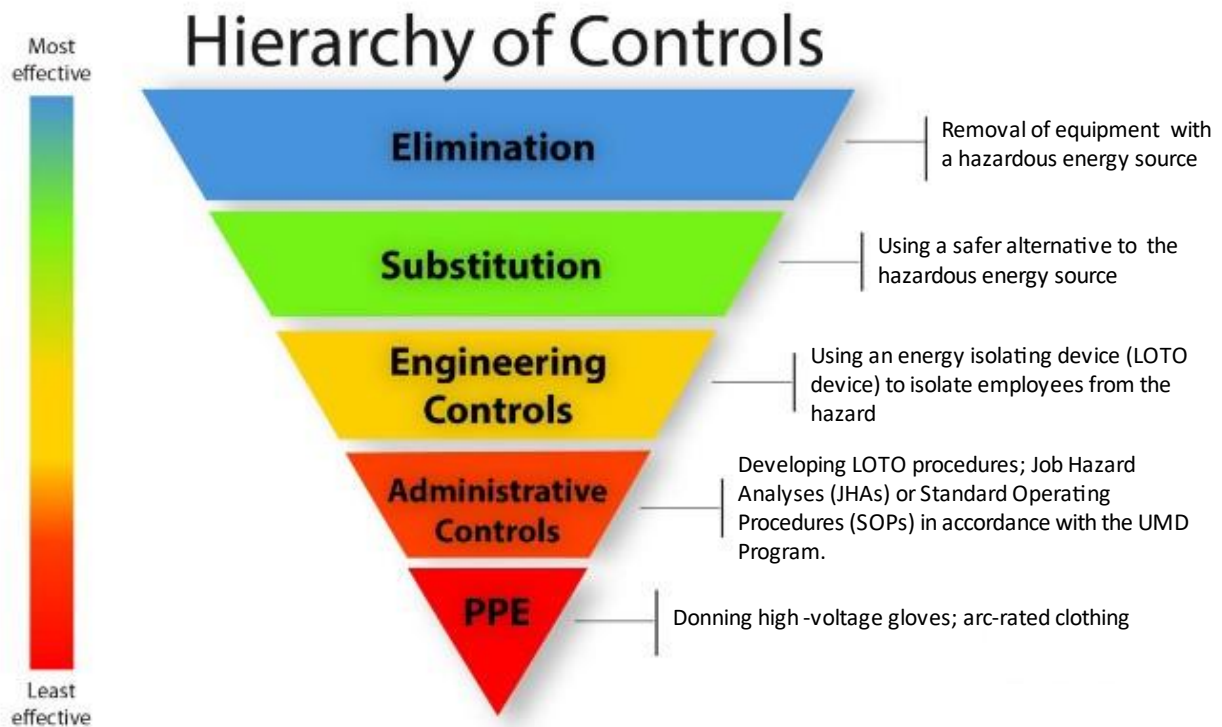 Hierarchy of Controls
Most
effective
Elimination
Removal of equipment with
a hazardous energy source
Substitution
Using a safer alternative to the
hazardous energy source
Engineering
Controls
Using an energy isolating device (LOTO
device) to isolate employees from the
hazard
Administrative
Controls
Developing LOTO procedures; Job Hazard
Analyses (JHAs) or Standard Operating
Procedures (SOPs) in accordance with the UMD
Program.
PPE
Donning high -voltage gloves; arc-rated clothing
Least
effective